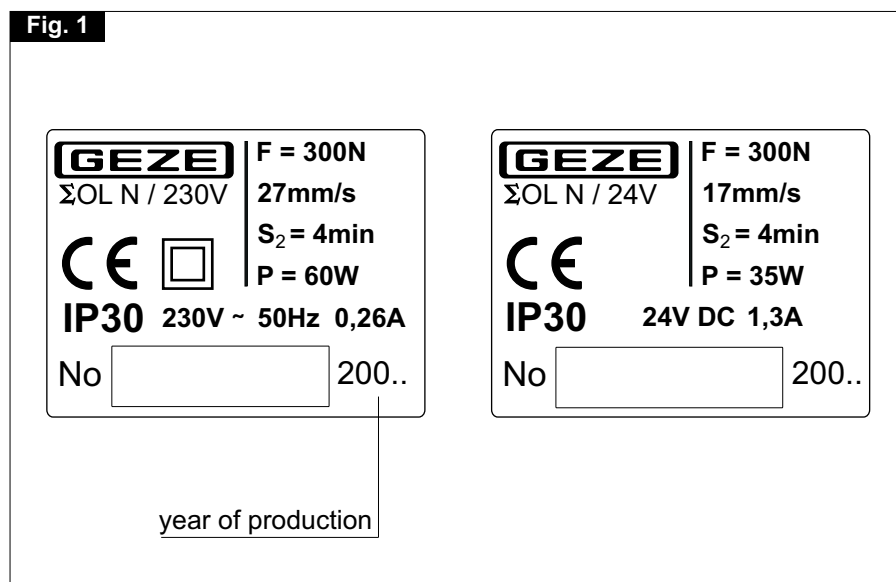 Fig. 1
GEZE
ΣOL N / 230V
F = 300N
27mm/s
S₂ = 4min
P = 60W
IP30 230V ~ 50Hz 0,26A
No 200..
year of production
GEZE
ΣOL N / 24V
F = 300N
17mm/s
S₂ = 4min
P = 35W
CE
IP30 24V DC 1,3A
No 200..